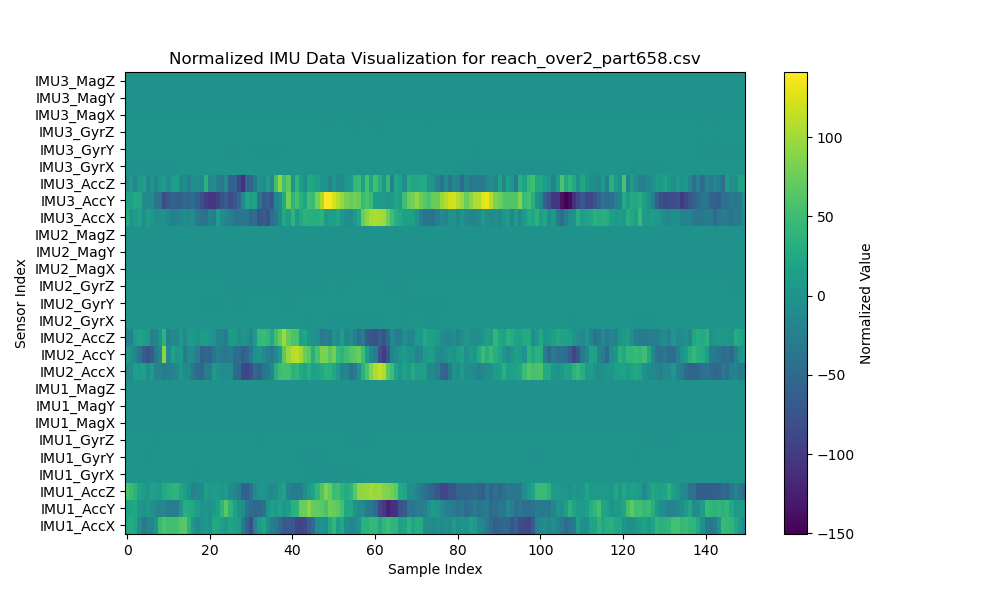 Normalized IMU Data Visualization for reach_over2_part658.csv
IMU3_MagZ
IMU3_MagY
IMU3_MagX
IMU3_GyrZ
IMU3_GyrY
IMU3_GyrX
IMU3_AccZ
IMU3_AccY
IMU3_AccX
IMU2_MagZ
IMU2_MagY
IMU2_MagX
IMU2_GyrZ
IMU2_GyrY
IMU2_GyrX
IMU2_AccZ
IMU2_AccY
IMU2_AccX
IMU1_MagZ
IMU1_MagY
IMU1_MagX
IMU1_GyrZ
IMU1_GyrY
IMU1_GyrX
IMU1_AccZ
IMU1_AccY
IMU1_AccX
Sensor Index
0 20 40 60 80 100 120 140
Sample Index
100
50
0
−50
−100
−150
Normalized Value